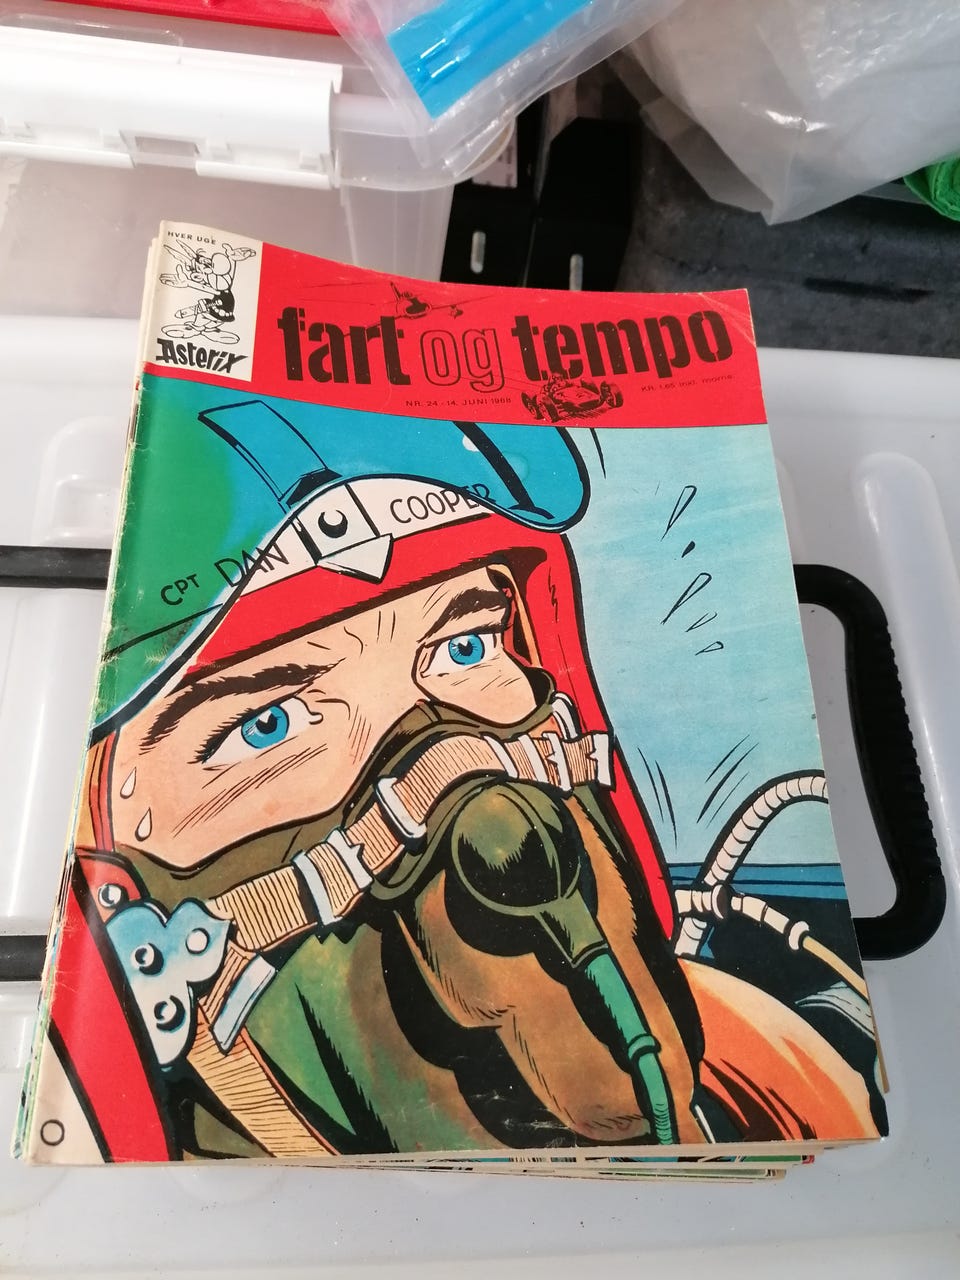 HVER UGE
Asterix
fart og tempo
NR. 24 - 14. JUNI 1968
KR. 1,65 inkl. moms.
CPT DAN COOPER